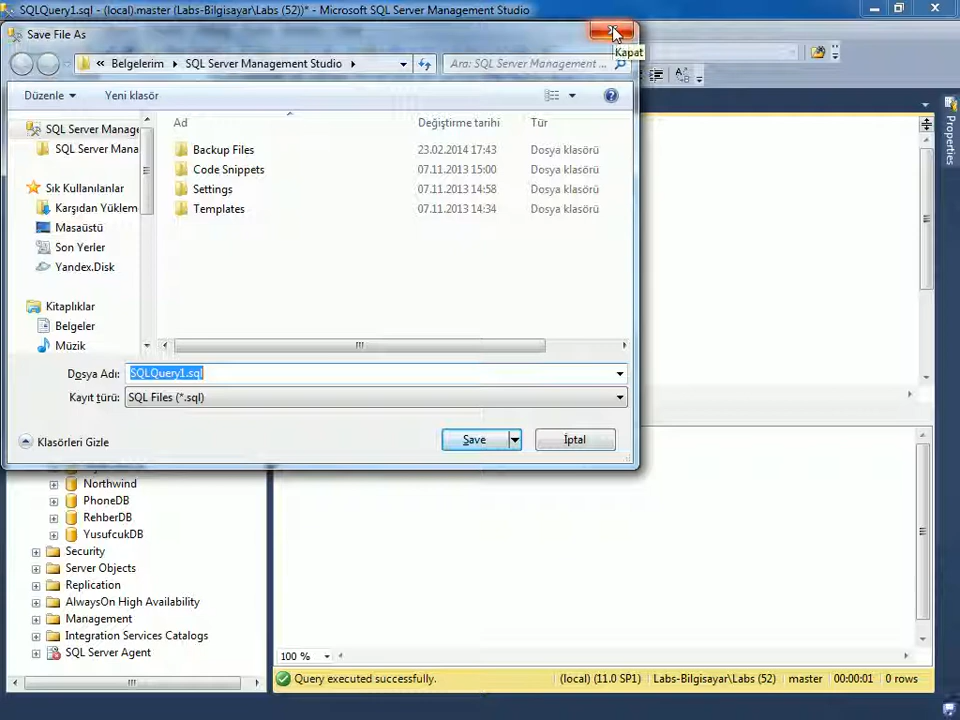 SQLQuery1.sql - (local).master (Labs-Bilgisayar\Labs (52))* - Microsoft SQL Server Management Studio
Save File As
Kapat
« Belgelerim ▸ SQL Server Management Studio ▸
Ara: SQL Server Management ...
Düzenle
Yeni klasör
Ad
Değiştirme tarihi
Tür
SQL Server Manage
SQL Server Mana
Sık Kullanılanlar
Karşıdan Yüklem
Masaüstü
Son Yerler
Yandex.Disk
Kitaplıklar
Belgeler
Müzik
Backup Files 23.02.2014 17:43 Dosya klasörü
Code Snippets 07.11.2013 15:00 Dosya klasörü
Settings 07.11.2013 14:58 Dosya klasörü
Templates 07.11.2013 14:34 Dosya klasörü
Dosya Adı: SQLQuery1.sql
Kayıt türü: SQL Files (*.sql)
Klasörleri Gizle
Save
İptal
Properties
Northwind
PhoneDB
RehberDB
YusufcukDB
Security
Server Objects
Replication
AlwaysOn High Availability
Management
Integration Services Catalogs
SQL Server Agent
100 %
Query executed successfully.
(local) (11.0 SP1)
Labs-Bilgisayar\Labs (52)
master
00:00:01
0 rows